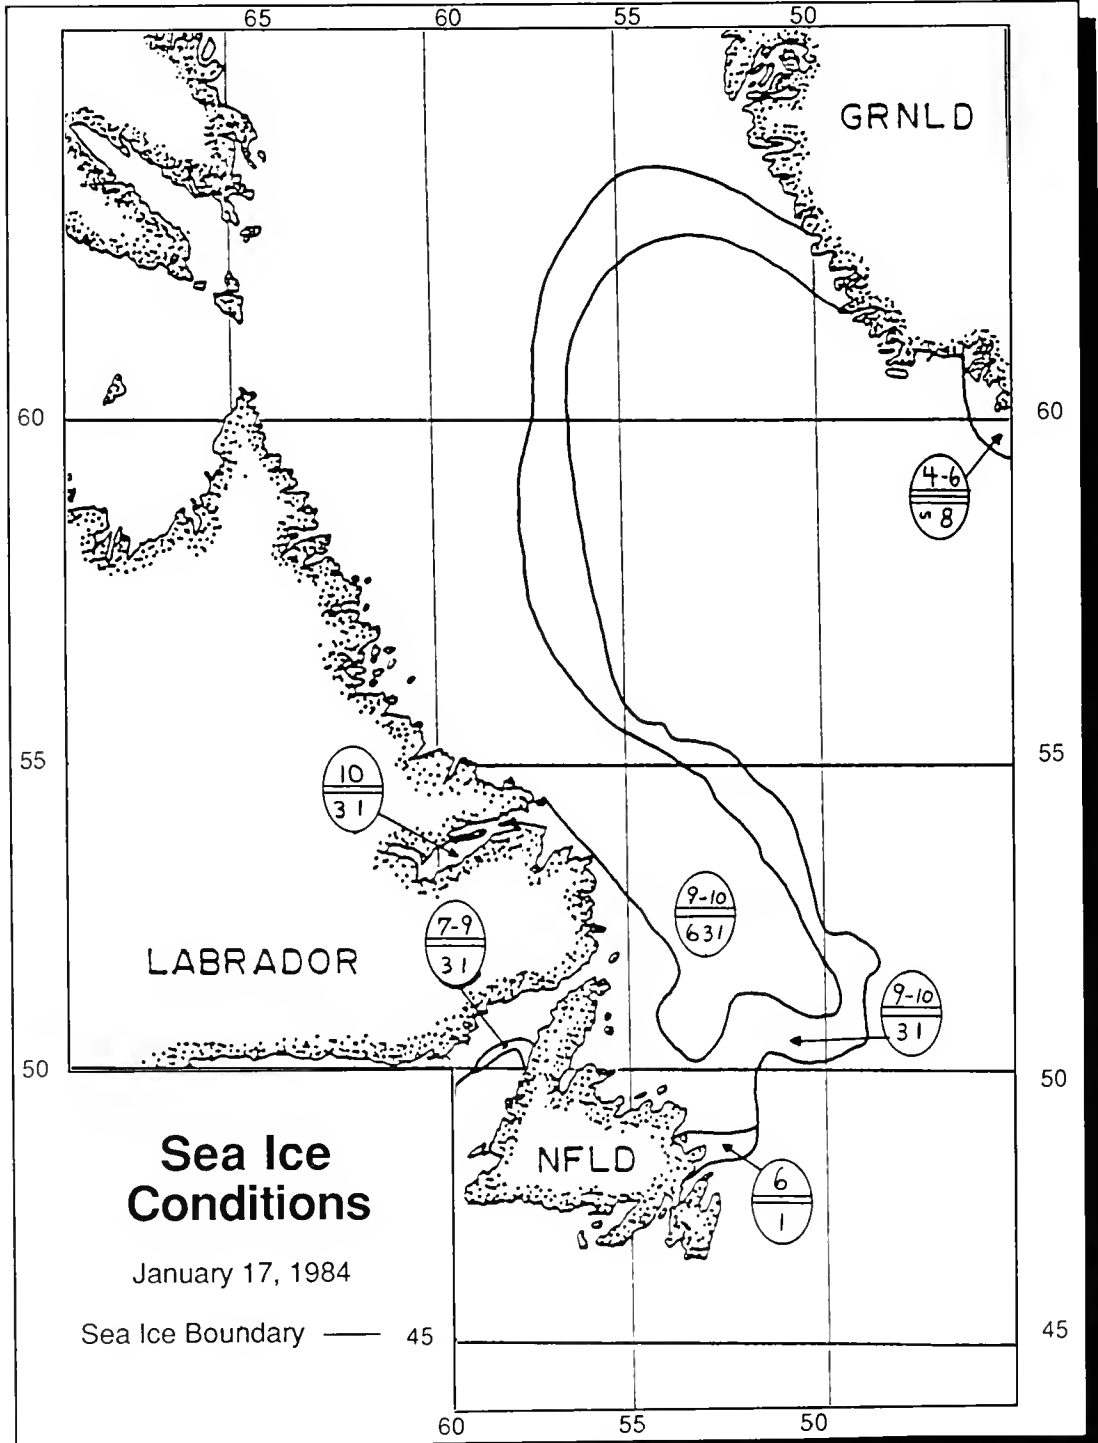 65 60 55 50
GRNLD
60 60
4-6
s 8
55 55
10
31
9-10
631
7-9
31
LABRADOR
9-10
31
50 50
NFLD
6
1
Sea Ice
Conditions
January 17, 1984
Sea Ice Boundary
45 45
60 55 50